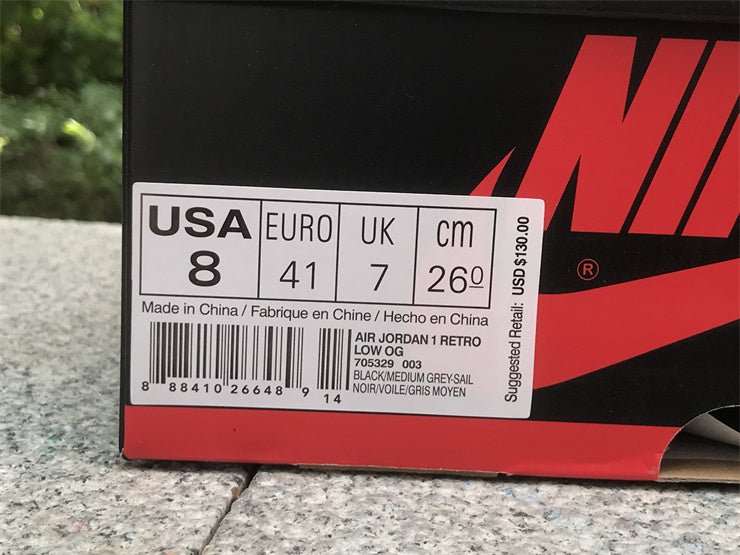 NI
®
USA EURO UK cm
8 41 7 26⁰
Made in China / Fabrique en Chine / Hecho en China
AIR JORDAN 1 RETRO
LOW OG
705329 003
BLACK/MEDIUM GREY-SAIL
NOIR/VOILE/GRIS MOYEN
8 88410 26648 9 14
Suggested Retail: USD $130.00